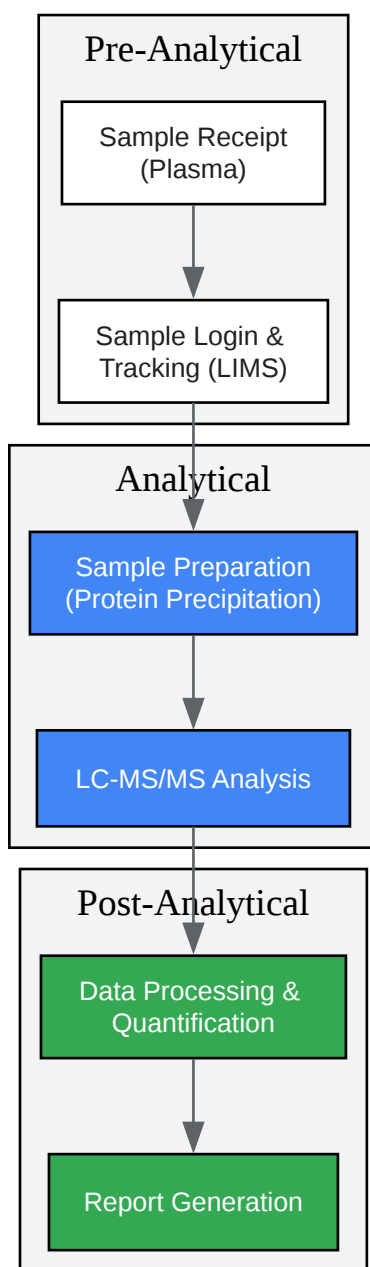 Pre-Analytical
Sample Receipt
(Plasma)
Sample Login &
Tracking (LIMS)
Analytical
Sample Preparation
(Protein Precipitation)
LC-MS/MS Analysis
Post-Analytical
Data Processing &
Quantification
Report Generation